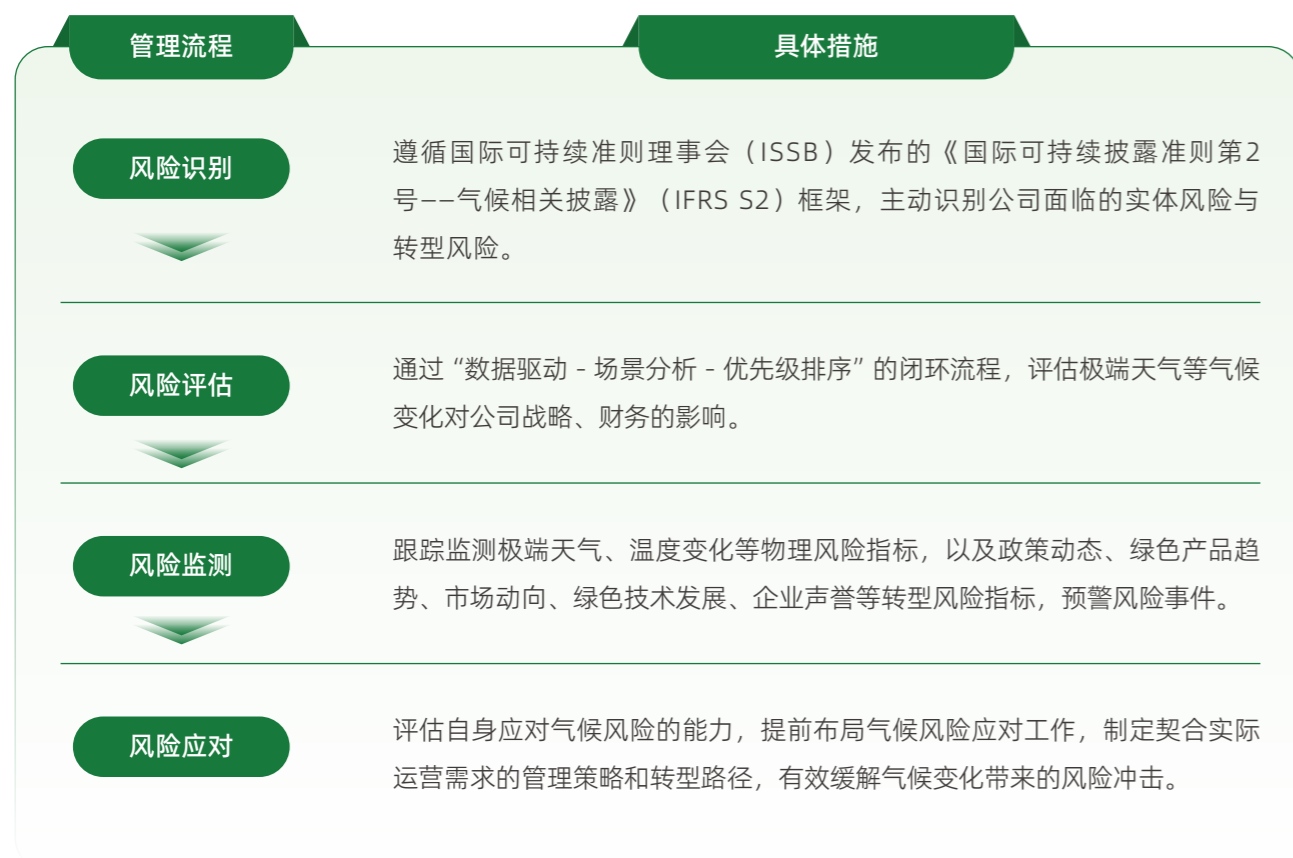 管理流程
具体措施
风险识别
遵循国际可持续准则理事会（ISSB）发布的《国际可持续披露准则第2
号——气候相关披露》（IFRS S2）框架，主动识别公司面临的实体风险与
转型风险。
风险评估
通过“数据驱动 - 场景分析 - 优先级排序”的闭环流程，评估极端天气等气候
变化对公司战略、财务的影响。
风险监测
跟踪监测极端天气、温度变化等物理风险指标，以及政策动态、绿色产品趋
势、市场动向、绿色技术发展、企业声誉等转型风险指标，预警风险事件。
风险应对
评估自身应对气候风险的能力，提前布局气候风险应对工作，制定契合实际
运营需求的管理策略和转型路径，有效缓解气候变化带来的风险冲击。